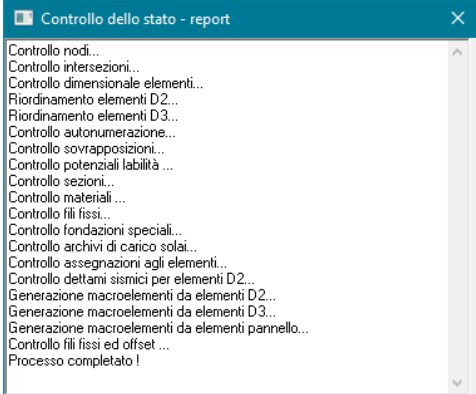 Controllo dello stato - report
Controllo nodi...
Controllo intersezioni...
Controllo dimensionale elementi...
Riordinamento elementi D2...
Riordinamento elementi D3...
Controllo autonumerazione...
Controllo sovrapposizioni...
Controllo potenziali labilità ...
Controllo sezioni...
Controllo materiali ...
Controllo fili fissi...
Controllo fondazioni speciali...
Controllo archivi di carico solai...
Controllo assegnazioni agli elementi...
Controllo dettami sismici per elementi D2...
Generazione macroelementi da elementi D2...
Generazione macroelementi da elementi D3...
Generazione macroelementi da elementi pannello...
Controllo fili fissi ed offset ...
Processo completato !